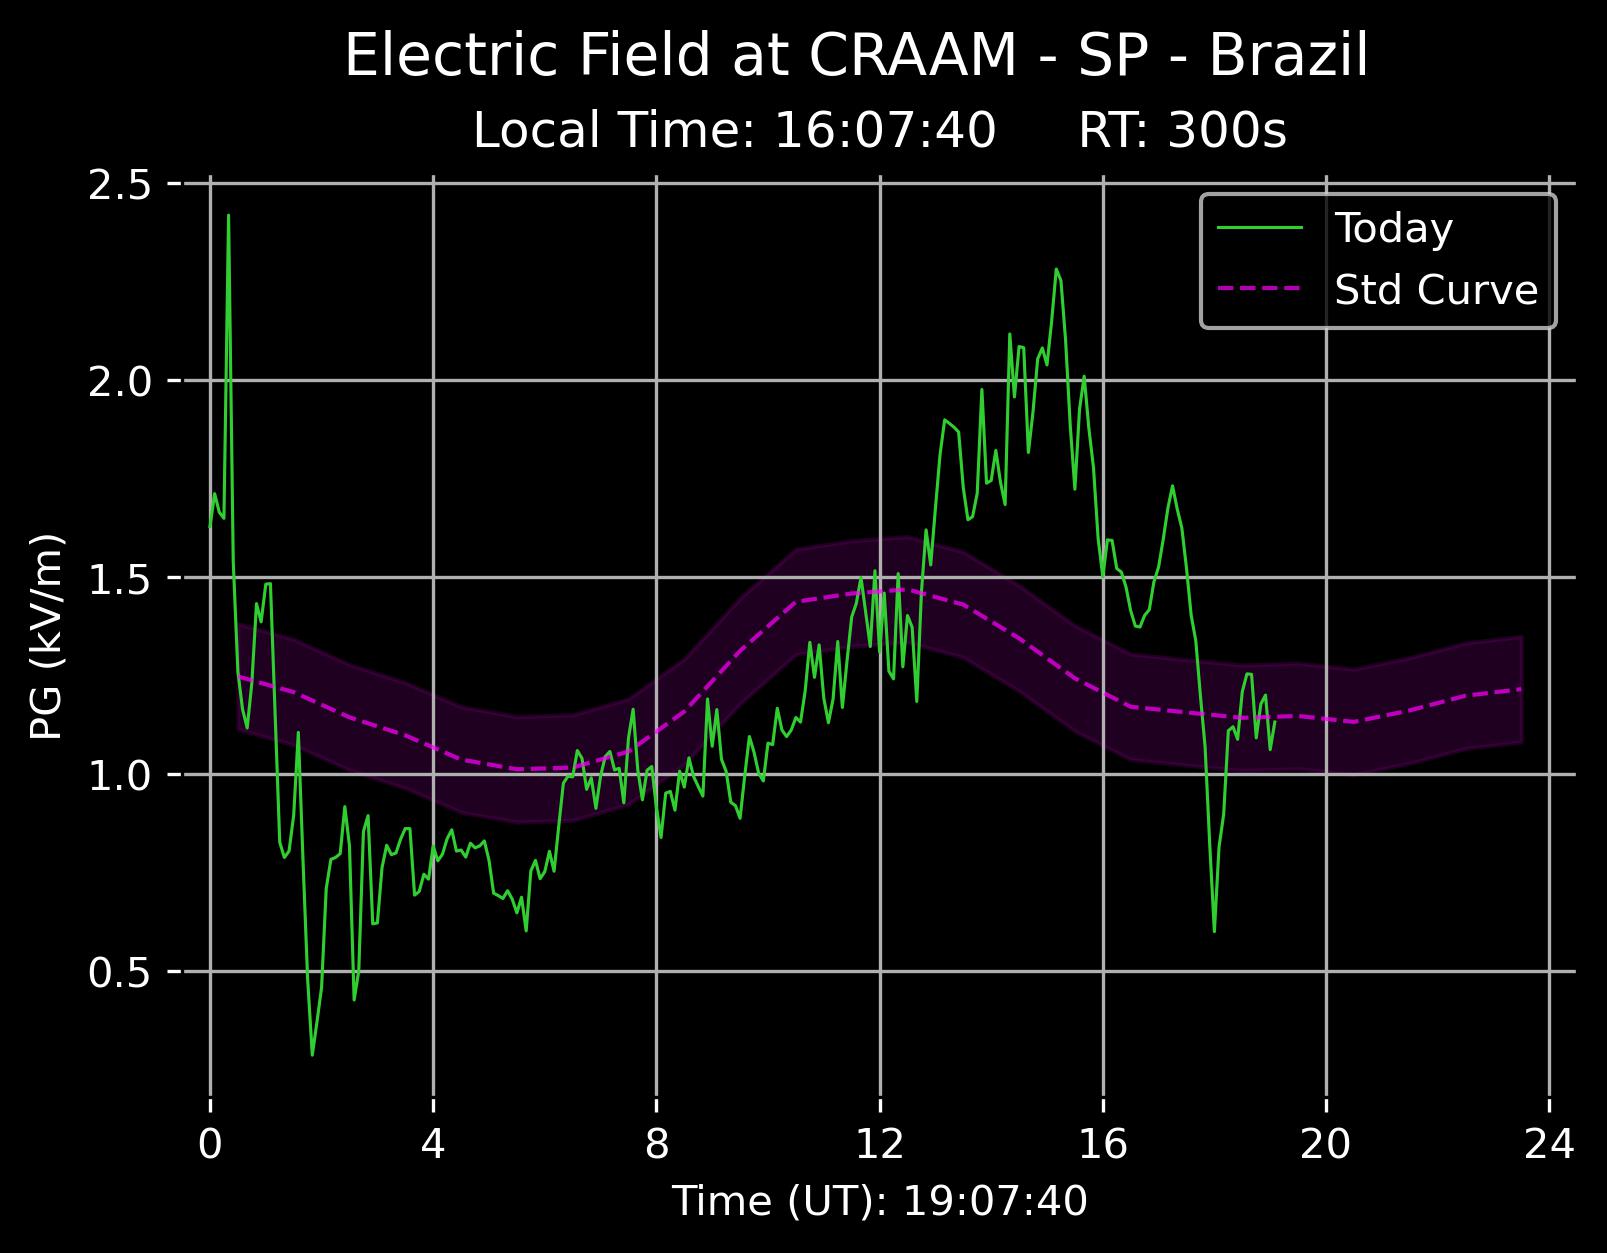 Electric Field at CRAAM - SP - Brazil
Local Time: 16:07:40 RT: 300s
2.5
2.0
1.5
1.0
0.5
PG (kV/m)
Today
Std Curve
0 4 8 12 16 20 24
Time (UT): 19:07:40